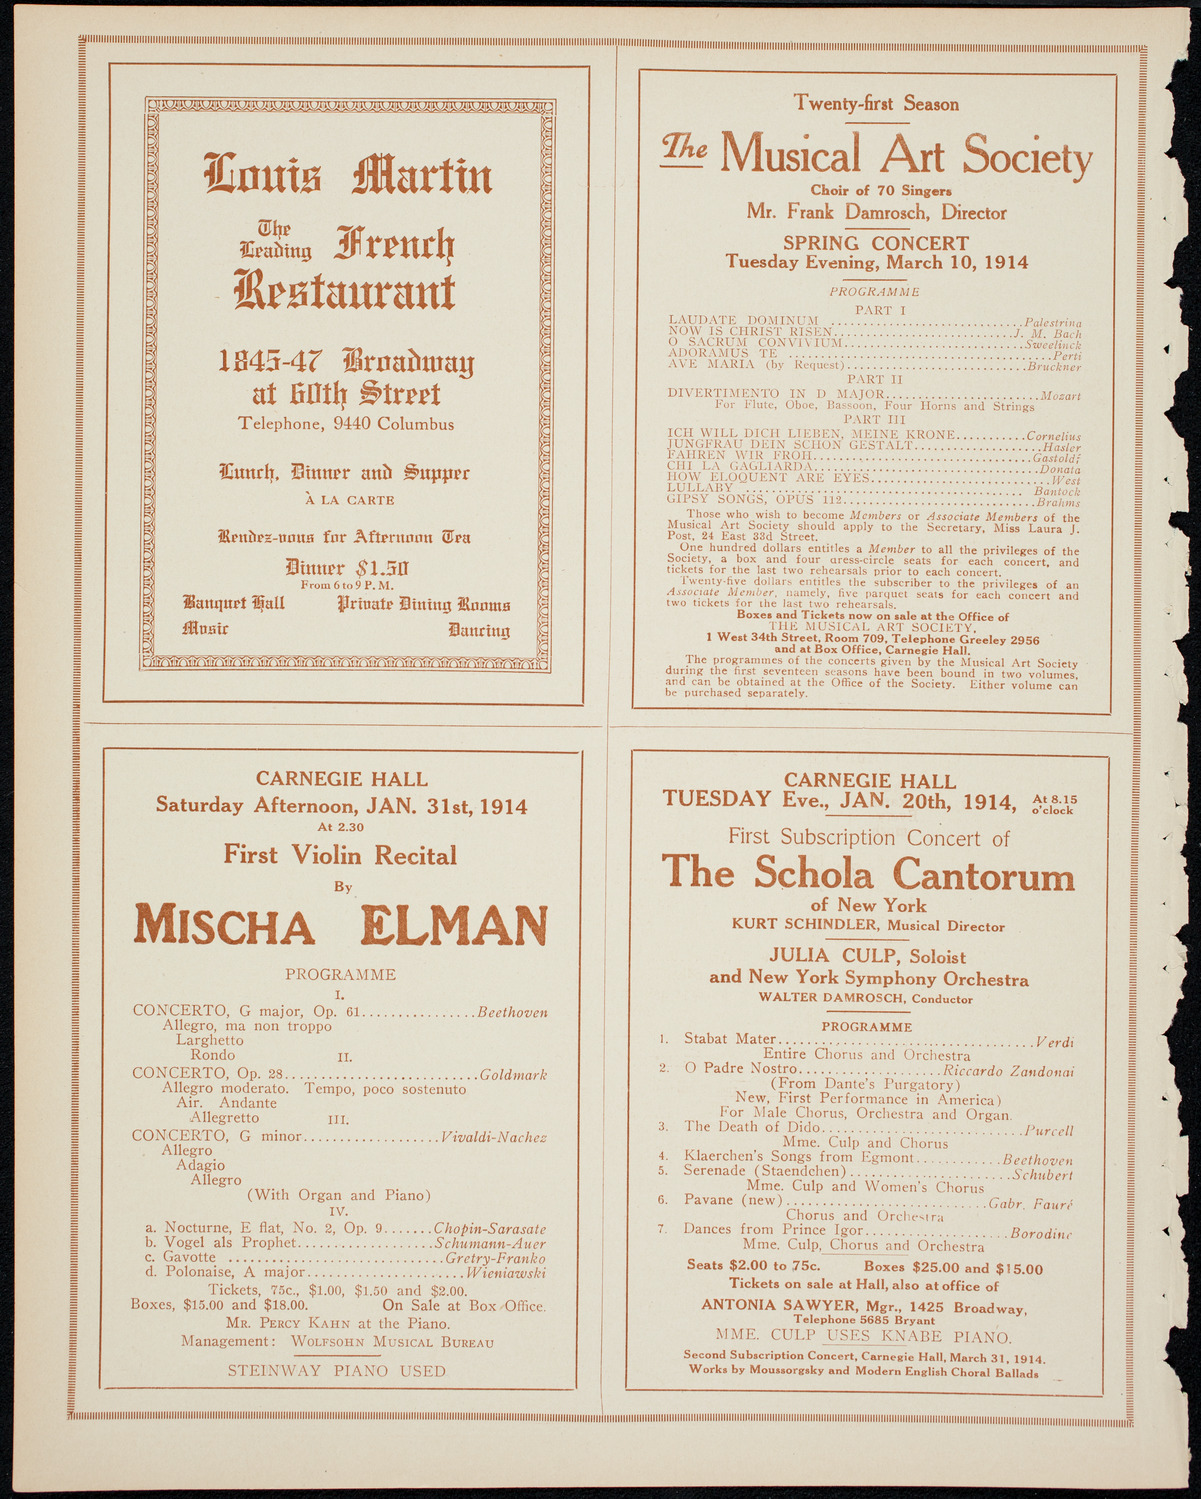 Louis Martin
The Leading French
Restaurant
1845-47 Broadway
at 60th Street
Telephone, 9440 Columbus
Lunch, Dinner and Supper
À LA CARTE
Rendez-vous for Afternoon Tea
Dinner $1.50
From 6 to 9 P. M.
Banquet Hall Private Dining Rooms
Music Dancing
Twenty-first Season
The Musical Art Society
Choir of 70 Singers
Mr. Frank Damrosch, Director
SPRING CONCERT
Tuesday Evening, March 10, 1914
PROGRAMME
PART I
LAUDATE DOMINUM ............................Palestrina
NOW IS CHRIST RISEN..........................J. M. Bach
O SACRUM CONVIVIUM..........................Sweelinck
ADORAMUS TE .....................................Perti
AVE MARIA (by Request)..........................Bruckner
PART II
DIVERTIMENTO IN D MAJOR......................Mozart
For Flute, Oboe, Bassoon, Four Horns and Strings
PART III
ICH WILL DICH LIEBEN, MEINE KRONE..........Cornelius
JUNGFRAU DEIN SCHON GESTALT..................Hasler
FAHREN WIR FROH...............................Gastoldi
CHI LA GAGLIARDA................................Donata
HOW ELOQUENT ARE EYES..........................West
LULLABY ........................................ Bantock
GIPSY SONGS, OPUS 112...........................Brahms
Those who wish to become Members or Associate Members of the
Musical Art Society should apply to the Secretary, Miss Laura J.
Post, 24 East 33d Street.
One hundred dollars entitles a Member to all the privileges of the
Society, a box and four dress-circle seats for each concert, and
tickets for the last two rehearsals prior to each concert.
Twenty-five dollars entitles the subscriber to the privileges of an
Associate Member, namely, five parquet seats for each concert and
two tickets for the last two rehearsals.
Boxes and Tickets now on sale at the Office of
THE MUSICAL ART SOCIETY,
1 West 34th Street, Room 709, Telephone Greeley 2956
and at Box Office, Carnegie Hall.
The programmes of the concerts given by the Musical Art Society
during the first seventeen seasons have been bound in two volumes,
and can be obtained at the Office of the Society. Either volume can
be purchased separately.
CARNEGIE HALL
Saturday Afternoon, JAN. 31st, 1914
At 2.30
First Violin Recital
By
MISCHA ELMAN
PROGRAMME
I.
CONCERTO, G major, Op. 61................Beethoven
Allegro, ma non troppo
Larghetto
Rondo
II.
CONCERTO, Op. 28...........................Goldmark
Allegro moderato. Tempo, poco sostenuto
Air. Andante
Allegretto
III.
CONCERTO, G minor...................Vivaldi-Nachez
Allegro
Adagio
Allegro
(With Organ and Piano)
IV.
a. Nocturne, E flat, No. 2, Op. 9.......Chopin-Sarasate
b. Vogel als Prophet...................Schumann-Auer
c. Gavotte ..............................Gretry-Franko
d. Polonaise, A major......................Wieniawski
Tickets, 75c., $1.00, $1.50 and $2.00.
Boxes, $15.00 and $18.00. On Sale at Box Office.
MR. PERCY KAHN at the Piano.
Management: WOLFSOHN MUSICAL BUREAU
STEINWAY PIANO USED
CARNEGIE HALL
TUESDAY Eve., JAN. 20th, 1914, At 8.15 o'clock
First Subscription Concert of
The Schola Cantorum
of New York
KURT SCHINDLER, Musical Director
JULIA CULP, Soloist
and New York Symphony Orchestra
WALTER DAMROSCH, Conductor
PROGRAMME
1. Stabat Mater....................................Verdi
Entire Chorus and Orchestra
2. O Padre Nostro....................Riccardo Zandonai
(From Dante's Purgatory)
New, First Performance in America)
For Male Chorus, Orchestra and Organ.
3. The Death of Dido............................Purcell
Mme. Culp and Chorus
4. Klaerchen's Songs from Egmont............Beethoven
5. Serenade (Staendchen).......................Schubert
Mme. Culp and Women's Chorus
6. Pavane (new)............................Gabr. Fauré
Chorus and Orchestra
7. Dances from Prince Igor....................Borodine
Mme. Culp, Chorus and Orchestra
Seats $2.00 to 75c. Boxes $25.00 and $15.00
Tickets on sale at Hall, also at office of
ANTONIA SAWYER, Mgr., 1425 Broadway,
Telephone 5685 Bryant
MME. CULP USES KNABE PIANO.
Second Subscription Concert, Carnegie Hall, March 31, 1914.
Works by Moussorgsky and Modern English Choral Ballads